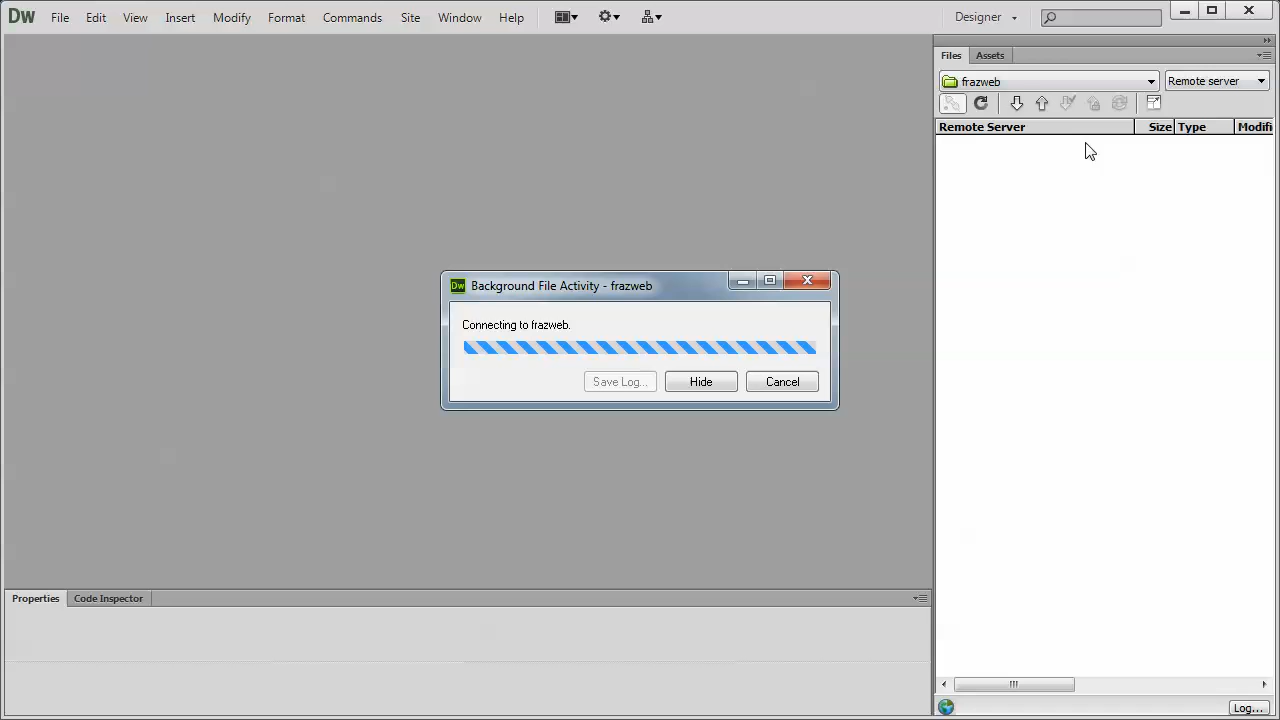 Dw File Edit View Insert Modify Format Commands Site Window Help Designer
Files Assets
frazweb Remote server
Remote Server Size Type Modifi
Dw Background File Activity - frazweb
Connecting to frazweb.
Save Log... Hide Cancel
Properties Code Inspector
Log...